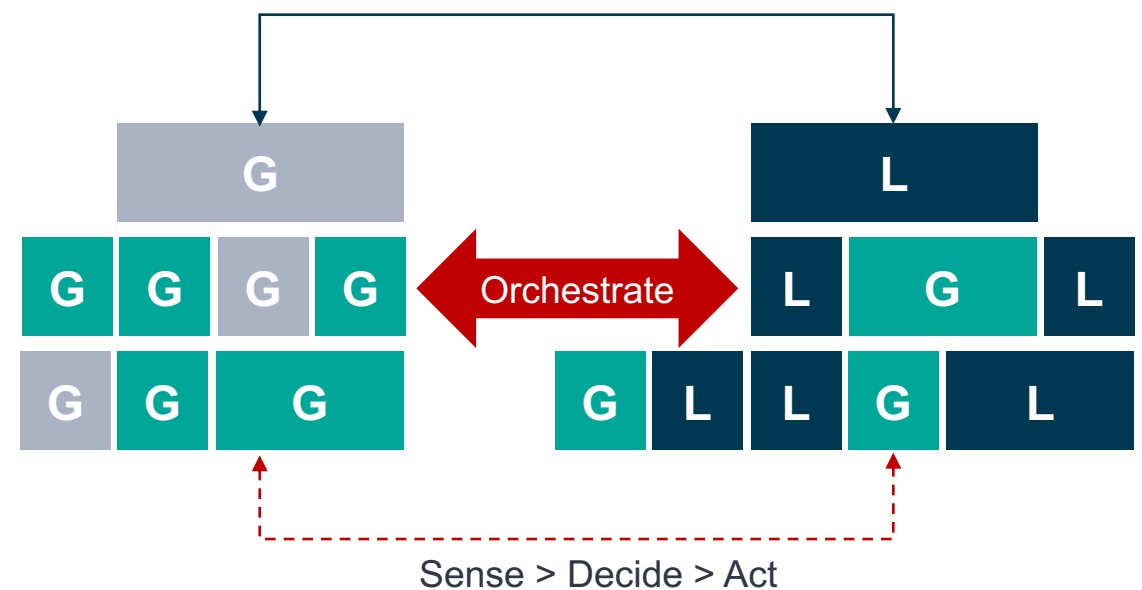 G L
G G G G Orchestrate L G L
G G G G L L G L
Sense > Decide > Act